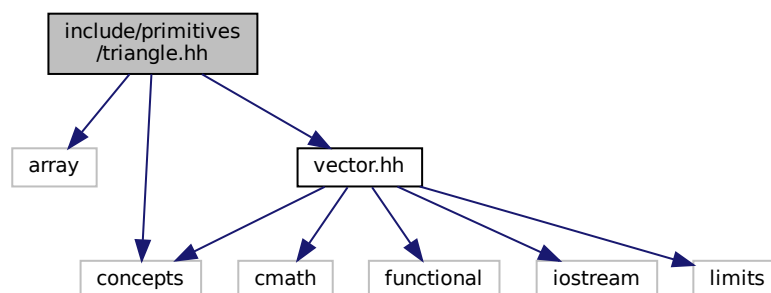 include/primitives
/triangle.hh
array
vector.hh
concepts
cmath
functional
iostream
limits